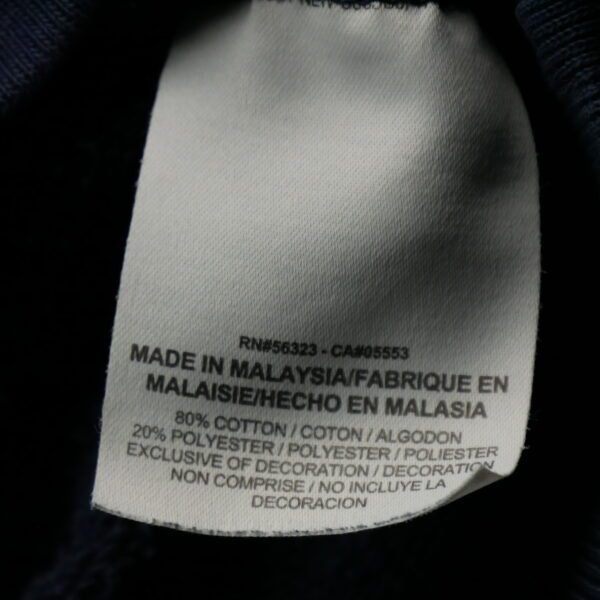 RN#56323 - CA#05553
MADE IN MALAYSIA/FABRIQUE EN
MALAISIE/HECHO EN MALASIA
80% COTTON / COTON / ALGODON
20% POLYESTER / POLYESTER / POLIESTER
EXCLUSIVE OF DECORATION / DECORATION
NON COMPRISE / NO INCLUYE LA
DECORACION